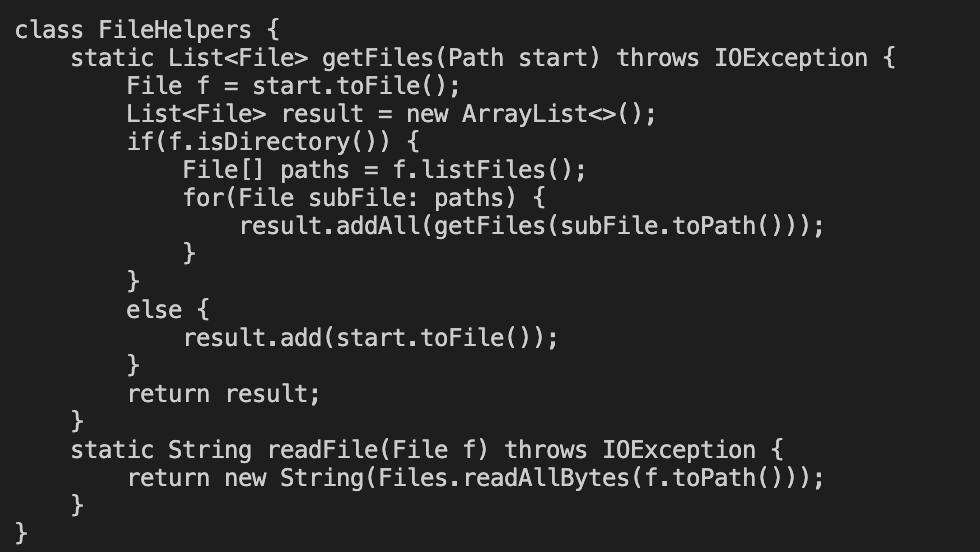 class FileHelpers {
    static List<File> getFiles(Path start) throws IOException {
        File f = start.toFile();
        List<File> result = new ArrayList<>();
        if(f.isDirectory()) {
            File[] paths = f.listFiles();
            for(File subFile: paths) {
                result.addAll(getFiles(subFile.toPath()));
            }
        }
        else {
            result.add(start.toFile());
        }
        return result;
    }
    static String readFile(File f) throws IOException {
        return new String(Files.readAllBytes(f.toPath()));
    }
}